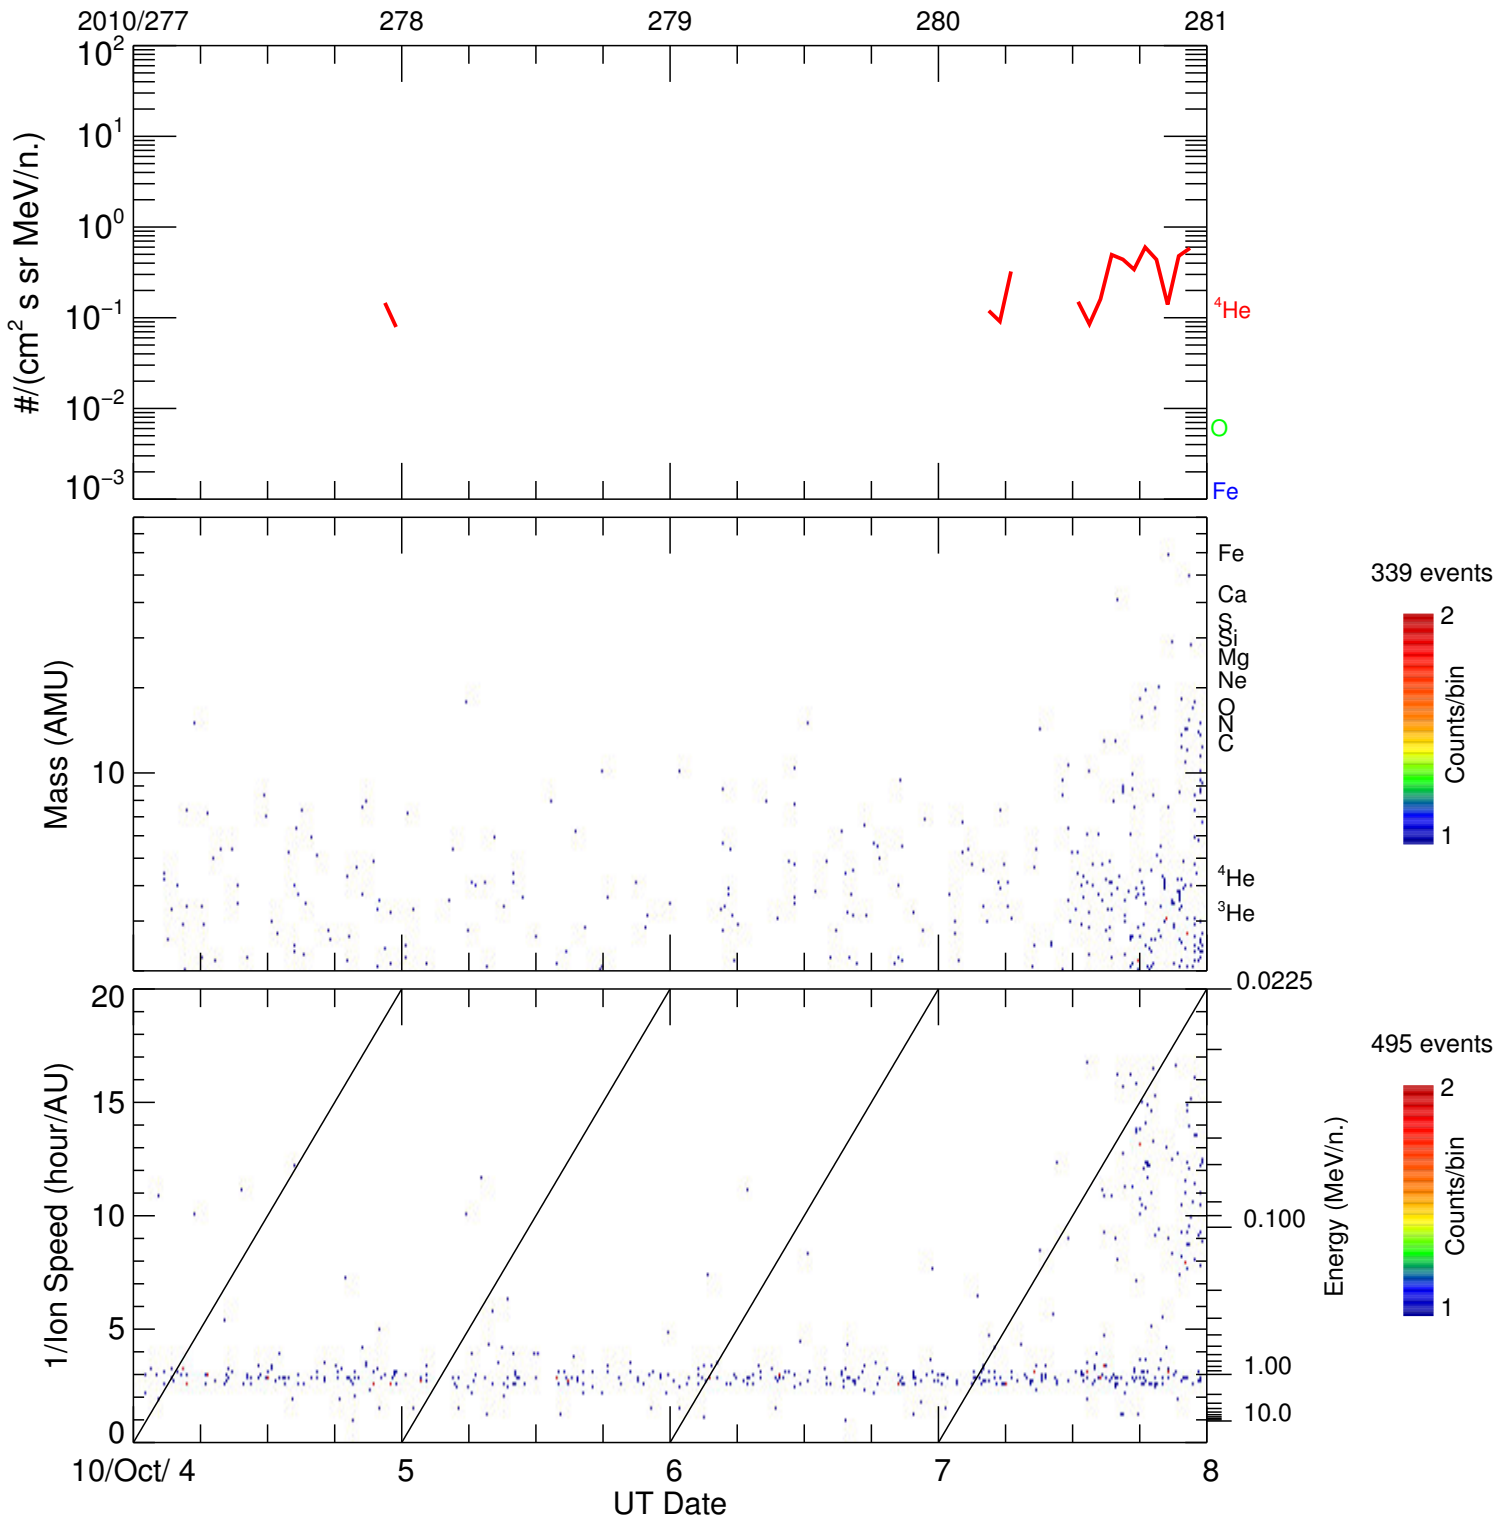 2010/277 278 279 280 281
10²
10¹
10⁰
10⁻¹
10⁻²
10⁻³
#/(cm² s sr MeV/n.)
⁴He
O
Fe
10
Mass (AMU)
Fe
Ca
S
Si
Mg
Ne
O
N
C
⁴He
³He
339 events
2
Counts/bin
1
20
15
10
5
0
1/Ion Speed (hour/AU)
0.0225
0.100
1.00
10.0
Energy (MeV/n.)
495 events
2
Counts/bin
1
10/Oct/ 4 5 6 7 8
UT Date